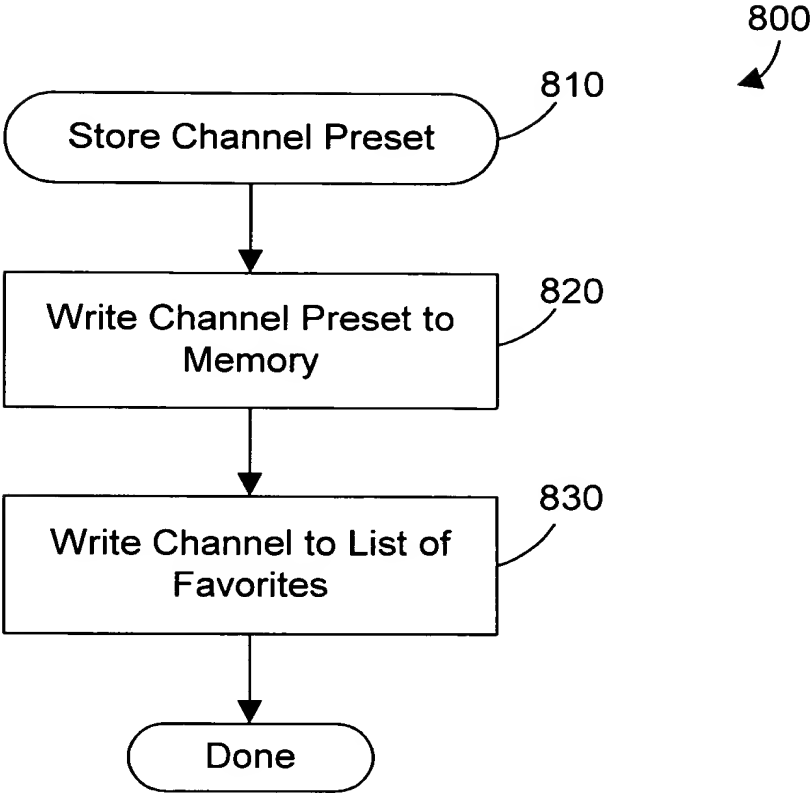 800
810
Store Channel Preset
820
Write Channel Preset to
Memory
830
Write Channel to List of
Favorites
Done